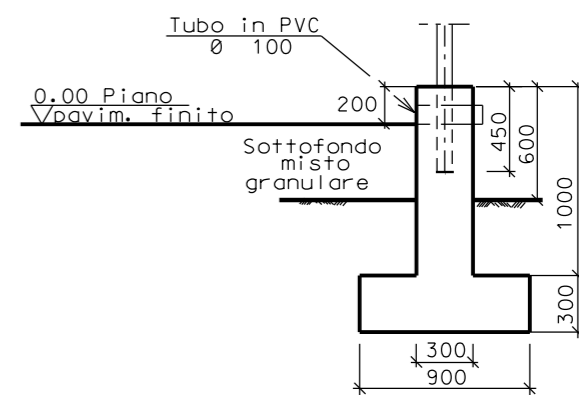 Tubo in PVC
Ø 100
0.00 Piano
pavim. finito
200
Sottofondo
misto
granulare
450
600
1000
300
300
900